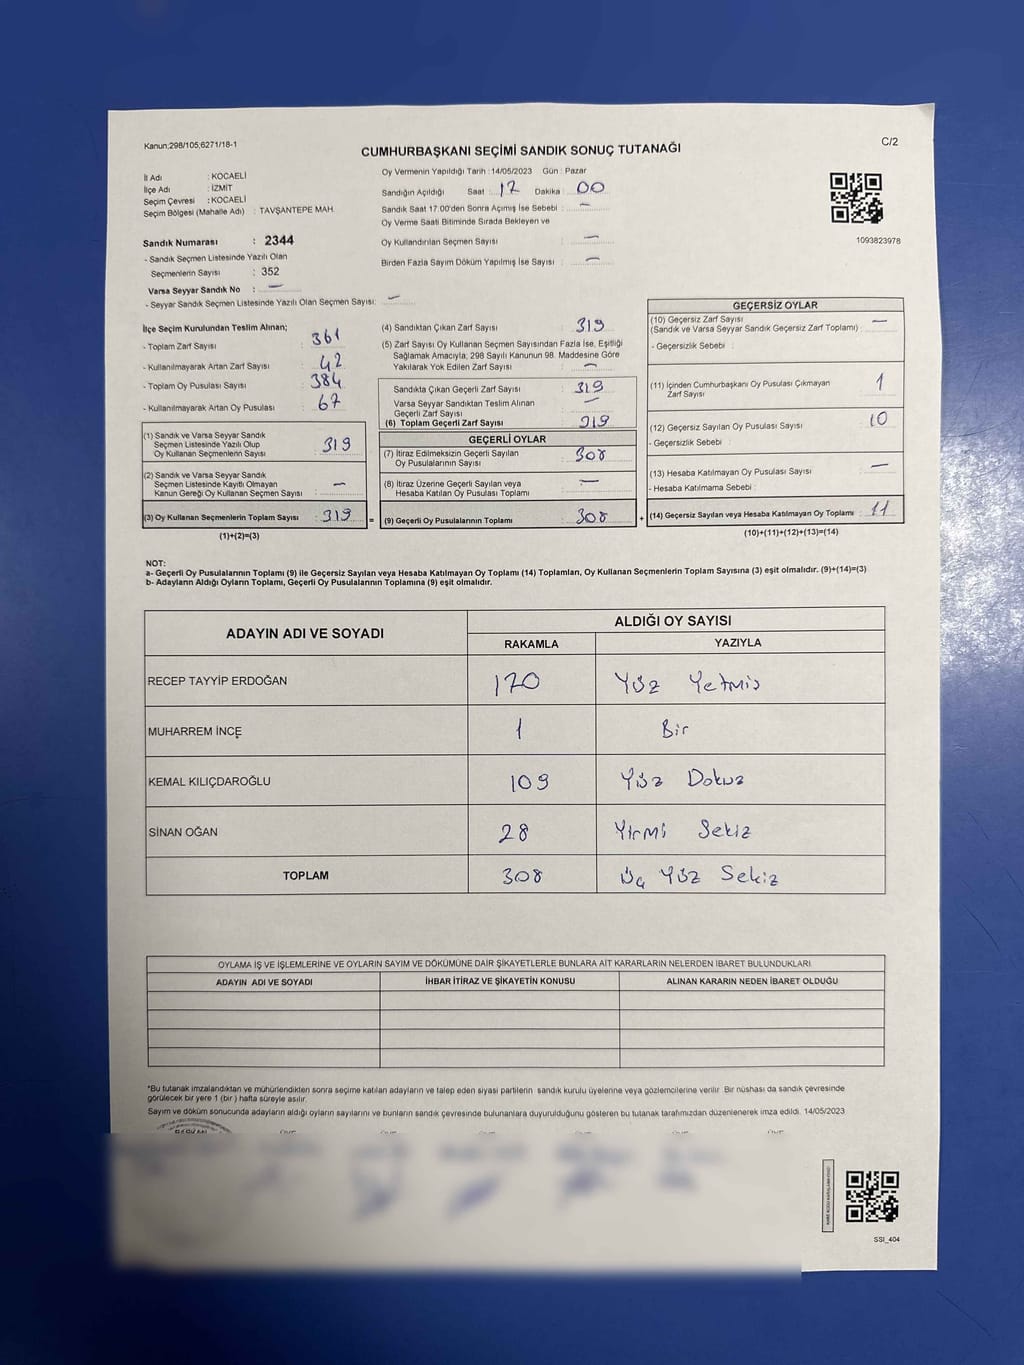 Kanun;298/105;6271/18-1
C/2
CUMHURBAŞKANI SEÇİMİ SANDIK SONUÇ TUTANAĞI
İl Adı : KOCAELİ
İlçe Adı : İZMİT
Seçim Çevresi : KOCAELİ
Seçim Bölgesi (Mahalle Adı) : TAVŞANTEPE MAH.
Sandık Numarası : 2344
- Sandık Seçmen Listesinde Yazılı Olan
Seçmenlerin Sayısı : 352
Varsa Seyyar Sandık No : —
- Seyyar Sandık Seçmen Listesinde Yazılı Olan Seçmen Sayısı: —
Oy Vermenin Yapıldığı Tarih : 14/05/2023 Gün : Pazar
Sandığın Açıldığı Saat : 17 Dakika : 00
Sandık Saat 17:00'den Sonra Açımış İse Sebebi : —
Oy Verme Saati Bitiminde Sırada Bekleyen ve
Oy Kullandırılan Seçmen Sayısı : —
Birden Fazla Sayım Döküm Yapılmış İse Sayısı : —
1093823978
İlçe Seçim Kurulundan Teslim Alınan;
- Toplam Zarf Sayısı : 361
- Kullanılmayarak Artan Zarf Sayısı : 42
- Toplam Oy Pusulası Sayısı : 384
- Kullanılmayarak Artan Oy Pusulası : 67
(1) Sandık ve Varsa Seyyar Sandık
Seçmen Listesinde Yazılı Olup
Oy Kullanan Seçmenlerin Sayısı : 319
(2) Sandık ve Varsa Seyyar Sandık
Seçmen Listesinde Kayıtlı Olmayan
Kanun Gereği Oy Kullanan Seçmen Sayısı : —
(3) Oy Kullanan Seçmenlerin Toplam Sayısı : 319 =
(1)+(2)=(3)
(4) Sandıktan Çıkan Zarf Sayısı : 319
(5) Zarf Sayısı Oy Kullanan Seçmen Sayısından Fazla İse, Eşitliği
Sağlamak Amacıyla; 298 Sayılı Kanunun 98. Maddesine Göre
Yakılarak Yok Edilen Zarf Sayısı : —
Sandıkta Çıkan Geçerli Zarf Sayısı : 319
Varsa Seyyar Sandıktan Teslim Alınan
Geçerli Zarf Sayısı : —
(6) Toplam Geçerli Zarf Sayısı : 319
GEÇERLİ OYLAR
(7) İtiraz Edilmeksizin Geçerli Sayılan
Oy Pusulalarının Sayısı : 308
(8) İtiraz Üzerine Geçerli Sayılan veya
Hesaba Katılan Oy Pusulası Toplamı : —
(9) Geçerli Oy Pusulalarının Toplamı : 308 +
GEÇERSİZ OYLAR
(10) Geçersiz Zarf Sayısı —
(Sandık ve Varsa Seyyar Sandık Geçersiz Zarf Toplamı) :
- Geçersizlik Sebebi :
(11) İçinden Cumhurbaşkanı Oy Pusulası Çıkmayan
Zarf Sayısı : 1
(12) Geçersiz Sayılan Oy Pusulası Sayısı : 10
- Geçersizlik Sebebi :
(13) Hesaba Katılmayan Oy Pusulası Sayısı : —
- Hesaba Katılmama Sebebi :
(14) Geçersiz Sayılan veya Hesaba Katılmayan Oy Toplamı : 11
(10)+(11)+(12)+(13)=(14)
NOT:
a- Geçerli Oy Pusulalarının Toplamı (9) ile Geçersiz Sayılan veya Hesaba Katılmayan Oy Toplamı (14) Toplamları, Oy Kullanan Seçmenlerin Toplam Sayısına (3) eşit olmalıdır. (9)+(14)=(3)
b- Adayların Aldığı Oyların Toplamı, Geçerli Oy Pusulalarının Toplamına (9) eşit olmalıdır.
ADAYIN ADI VE SOYADI ALDIĞI OY SAYISI
RAKAMLA YAZIYLA
RECEP TAYYİP ERDOĞAN 170 Yüz Yetmiş
MUHARREM İNCE 1 Bir
KEMAL KILIÇDAROĞLU 109 Yüz Dokuz
SİNAN OĞAN 28 Yirmi Sekiz
TOPLAM 308 Üç Yüz Sekiz
OYLAMA İŞ VE İŞLEMLERİNE VE OYLARIN SAYIM VE DÖKÜMÜNE DAİR ŞİKAYETLERLE BUNLARA AİT KARARLARIN NELERDEN İBARET BULUNDUKLARI
ADAYIN ADI VE SOYADI İHBAR İTİRAZ VE ŞİKAYETİN KONUSU ALINAN KARARIN NEDEN İBARET OLDUĞU
*Bu tutanak imzalandıktan ve mühürlendikten sonra seçime katılan adayların ve talep eden siyasi partilerin sandık kurulu üyelerine veya gözlemcilerine verilir. Bir nüshası da sandık çevresinde
görülecek bir yere 1 (bir) hafta süreyle asılır.
Sayım ve döküm sonucunda adayların aldığı oyların sayılarını ve bunların sandık çevresinde bulunanlara duyurulduğunu gösteren bu tutanak tarafımızdan düzenlenerek imza edildi. 14/05/2023
SSI_404